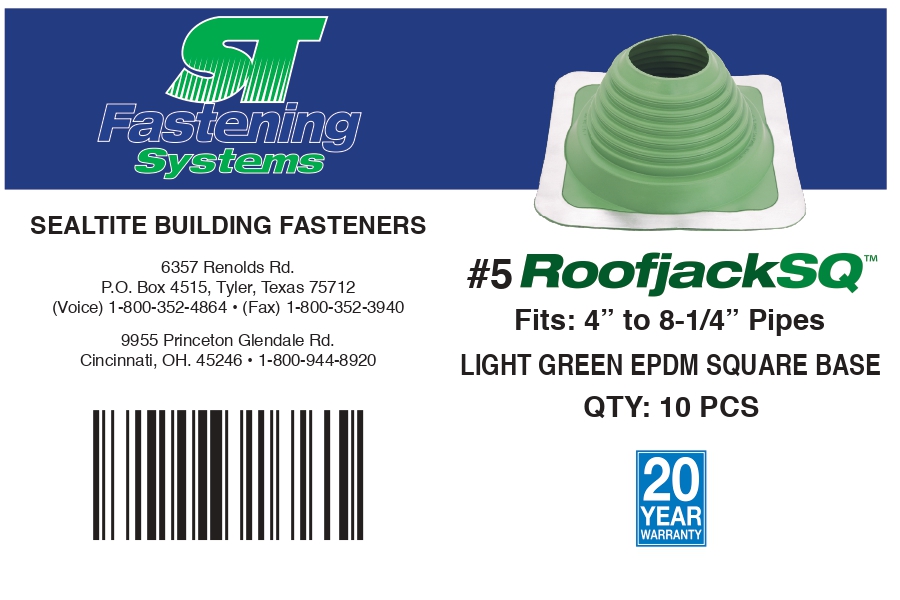 ST
Fastening
Systems
SEALTITE BUILDING FASTENERS
6357 Renolds Rd.
P.O. Box 4515, Tyler, Texas 75712
(Voice) 1-800-352-4864 • (Fax) 1-800-352-3940
9955 Princeton Glendale Rd.
Cincinnati, OH. 45246 • 1-800-944-8920
#5 RoofjackSQ™
Fits: 4” to 8-1/4” Pipes
LIGHT GREEN EPDM SQUARE BASE
QTY: 10 PCS
20
YEAR
WARRANTY